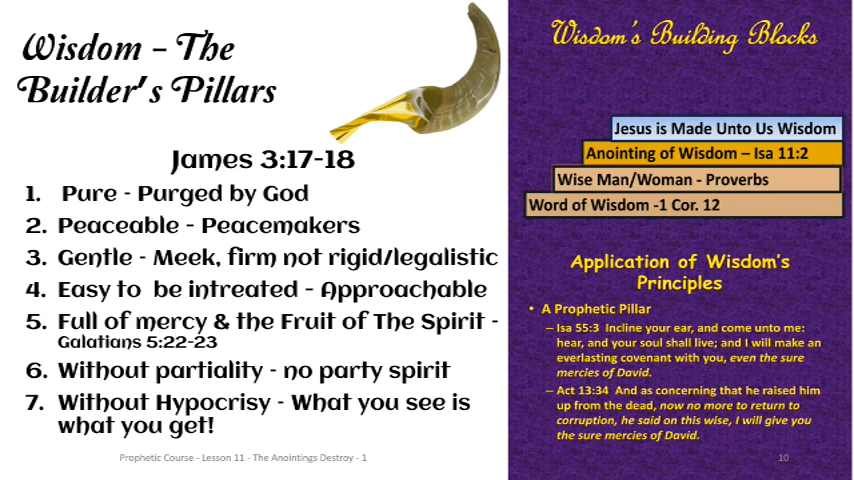 Wisdom – The
Builder's Pillars
James 3:17-18
1. Pure - Purged by God
2. Peaceable - Peacemakers
3. Gentle - Meek, firm not rigid/legalistic
4. Easy to be intreated - Approachable
5. Full of mercy & the Fruit of The Spirit -
Galatians 5:22-23
6. Without partiality - no party spirit
7. Without Hypocrisy - What you see is
what you get!
Prophetic Course - Lesson 11 - The Anointings Destroy - 1
Wisdom's Building Blocks
Jesus is Made Unto Us Wisdom
Anointing of Wisdom – Isa 11:2
Wise Man/Woman - Proverbs
Word of Wisdom -1 Cor. 12
Application of Wisdom's
Principles
• A Prophetic Pillar
– Isa 55:3 Incline your ear, and come unto me:
hear, and your soul shall live; and I will make an
everlasting covenant with you, even the sure
mercies of David.
– Act 13:34 And as concerning that he raised him
up from the dead, now no more to return to
corruption, he said on this wise, I will give you
the sure mercies of David.
10